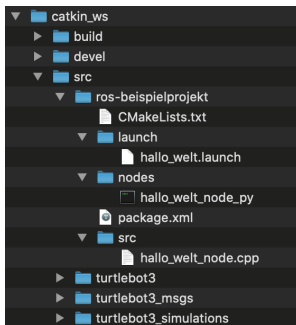 catkin_ws
build
devel
src
ros-beispielprojekt
CMakeLists.txt
launch
hallo_welt.launch
nodes
hallo_welt_node_py
package.xml
src
hallo_welt_node.cpp
turtlebot3
turtlebot3_msgs
turtlebot3_simulations